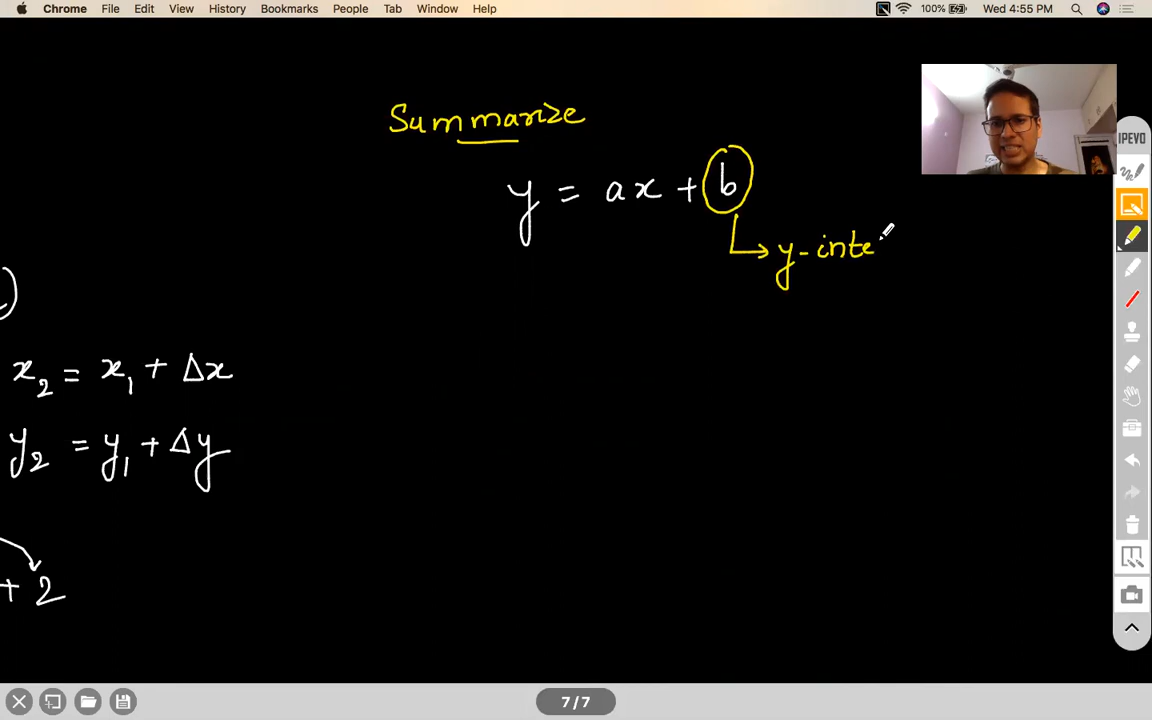 Chrome File Edit View History Bookmarks People Tab Window Help 100% Wed 4:55 PM
Summarize
IPEVO
y = ax + b
y-inte
x₂ = x₁ + Δx
y₂ = y₁ + Δy
+ 2
7/7